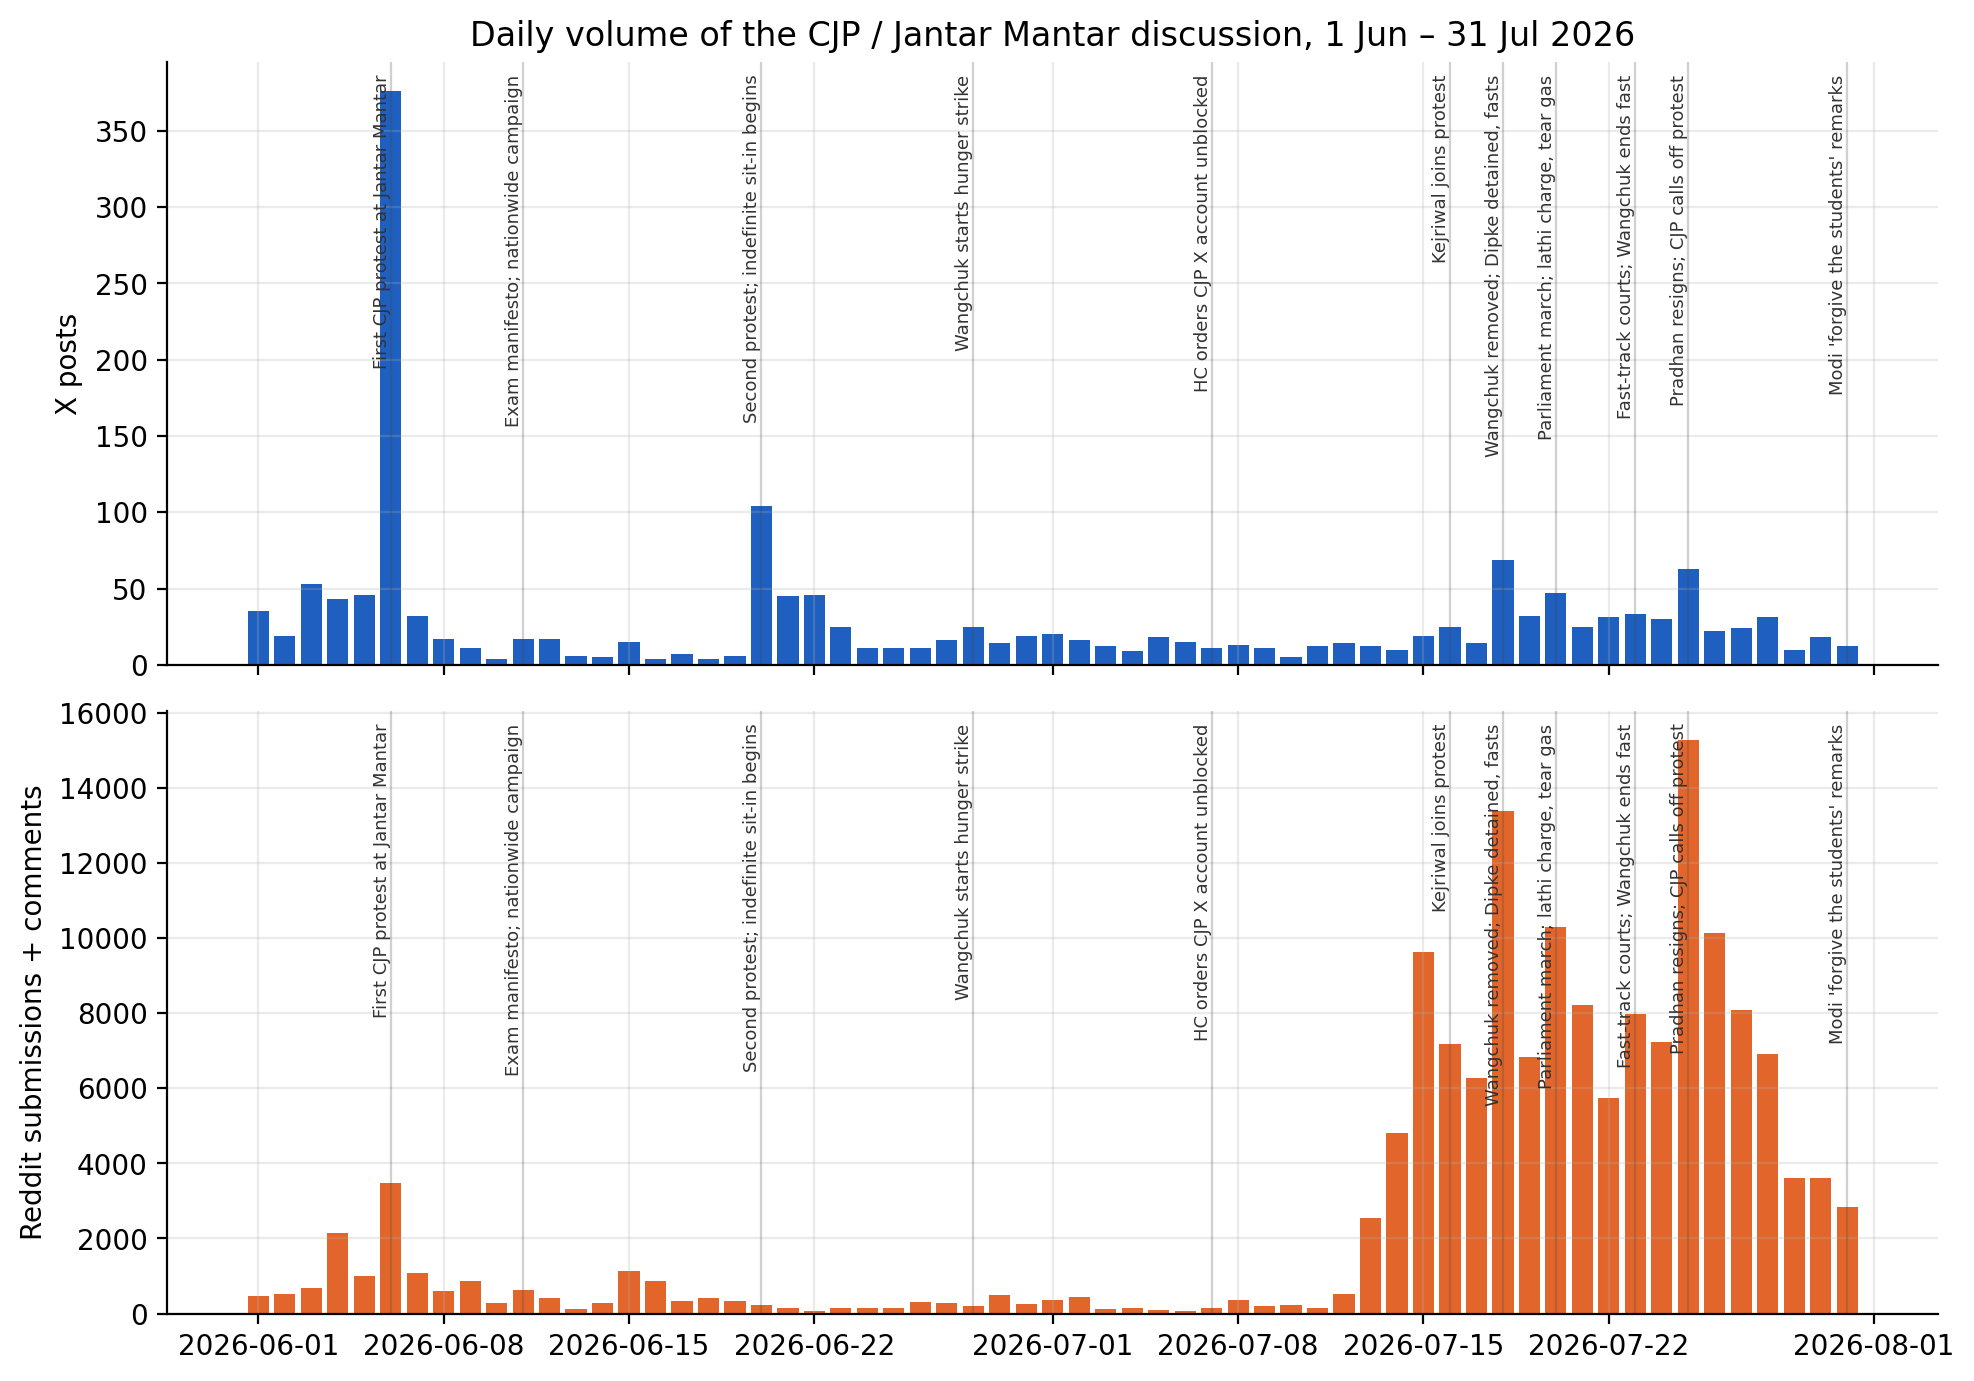 Daily volume of the CJP / Jantar Mantar discussion, 1 Jun – 31 Jul 2026
X posts
350
300
250
200
150
100
50
0
First CJP protest at Jantar Mantar
Exam manifesto; nationwide campaign
Second protest; indefinite sit-in begins
Wangchuk starts hunger strike
HC orders CJP X account unblocked
Kejriwal joins protest
Wangchuk removed; Dipke detained, fasts
Parliament march; lathi charge, tear gas
Fast-track courts; Wangchuk ends fast
Pradhan resigns; CJP calls off protest
Modi 'forgive the students' remarks
Reddit submissions + comments
16000
14000
12000
10000
8000
6000
4000
2000
0
First CJP protest at Jantar Mantar
Exam manifesto; nationwide campaign
Second protest; indefinite sit-in begins
Wangchuk starts hunger strike
HC orders CJP X account unblocked
Kejriwal joins protest
Wangchuk removed; Dipke detained, fasts
Parliament march; lathi charge, tear gas
Fast-track courts; Wangchuk ends fast
Pradhan resigns; CJP calls off protest
Modi 'forgive the students' remarks
2026-06-01 2026-06-08 2026-06-15 2026-06-22 2026-07-01 2026-07-08 2026-07-15 2026-07-22 2026-08-01